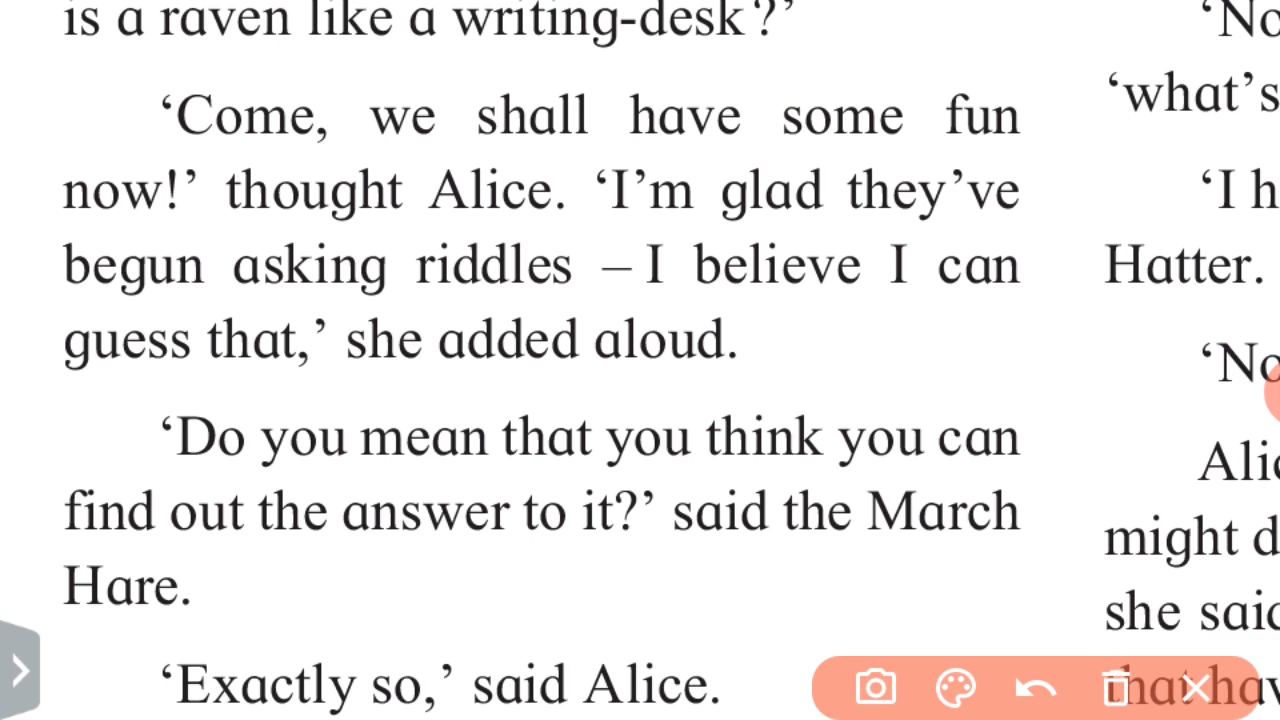 is a raven like a writing-desk?’
‘Come, we shall have some fun
now!’ thought Alice. ‘I’m glad they’ve
begun asking riddles – I believe I can
guess that,’ she added aloud.
‘Do you mean that you think you can
find out the answer to it?’ said the March
Hare.
‘Exactly so,’ said Alice.
‘what’s
‘I
Hatter.
might
she
that